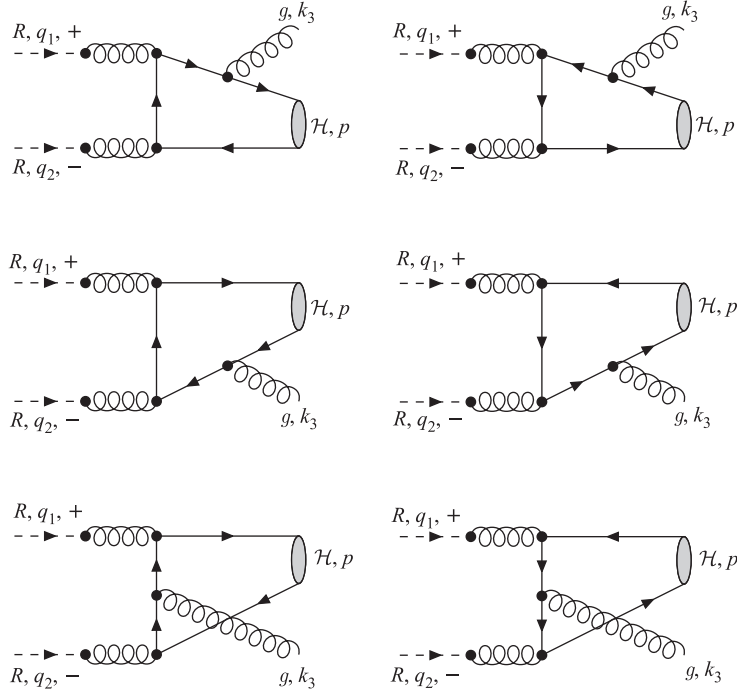 g, k₃
g, k₃
R, q₁, +
R, q₁, +
ℋ, p
ℋ, p
R, q₂, −
R, q₂, −
R, q₁, +
R, q₁, +
ℋ, p
ℋ, p
R, q₂, −
R, q₂, −
g, k₃
g, k₃
R, q₁, +
R, q₁, +
ℋ, p
ℋ, p
R, q₂, −
R, q₂, −
g, k₃
g, k₃